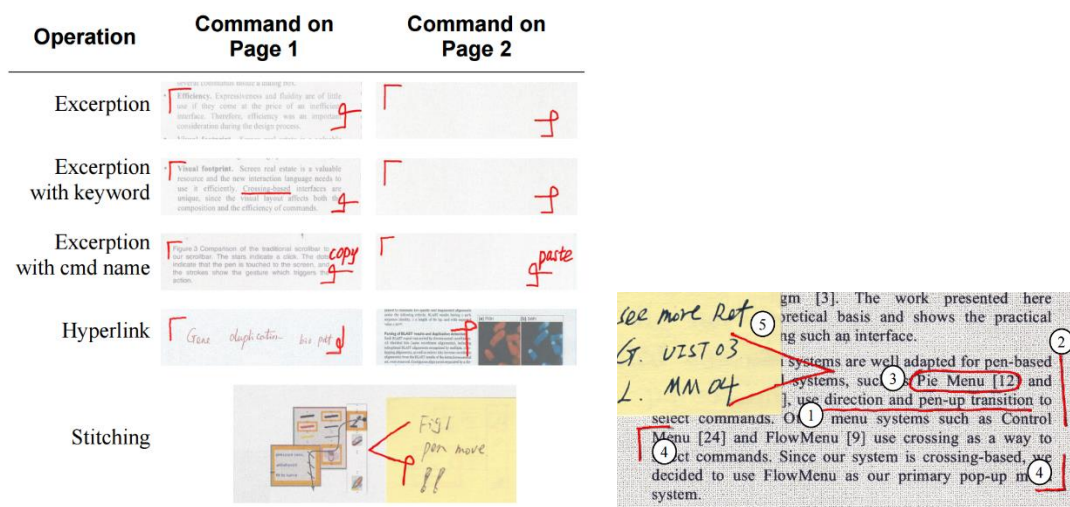 Operation
Command on
Page 1
Command on
Page 2
Excerption
several commands
Efficiency. Expressiveness and fluidity are of little
use if they come at the price of an inefficient
interface. Therefore, efficiency was an important
consideration during the design process.
Excerption
with keyword
Visual footprint. Screen real estate is a valuable
resource and the new interaction language needs to
use it efficiently. Crossing-based interfaces are
unique, since the visual layout affects both the
composition and the efficiency of commands.
Excerption
with cmd name
Figure 3 Comparison of the traditional scrollbar to
our scrollbar. The stars indicate a click. The dots
indicate that the pen is touched to the screen, and
the strokes show the gesture which triggers the
action.
copy
paste
Hyperlink
Gene duplication
Stitching
Fig1
pen move
see more Ref
G. UIST 03
L. MM 04
5
gm [3]. The work presented here
oretical basis and shows the practical
ng such an interface.
2
systems are well adapted for pen-based
systems, such as Pie Menu [12] and
3
], use direction and pen-up transition to
1
select commands. menu systems such as Control
Menu [24] and FlowMenu [9] use crossing as a way to
4
ct commands. Since our system is crossing-based, we
4
decided to use FlowMenu as our primary pop-up
system.